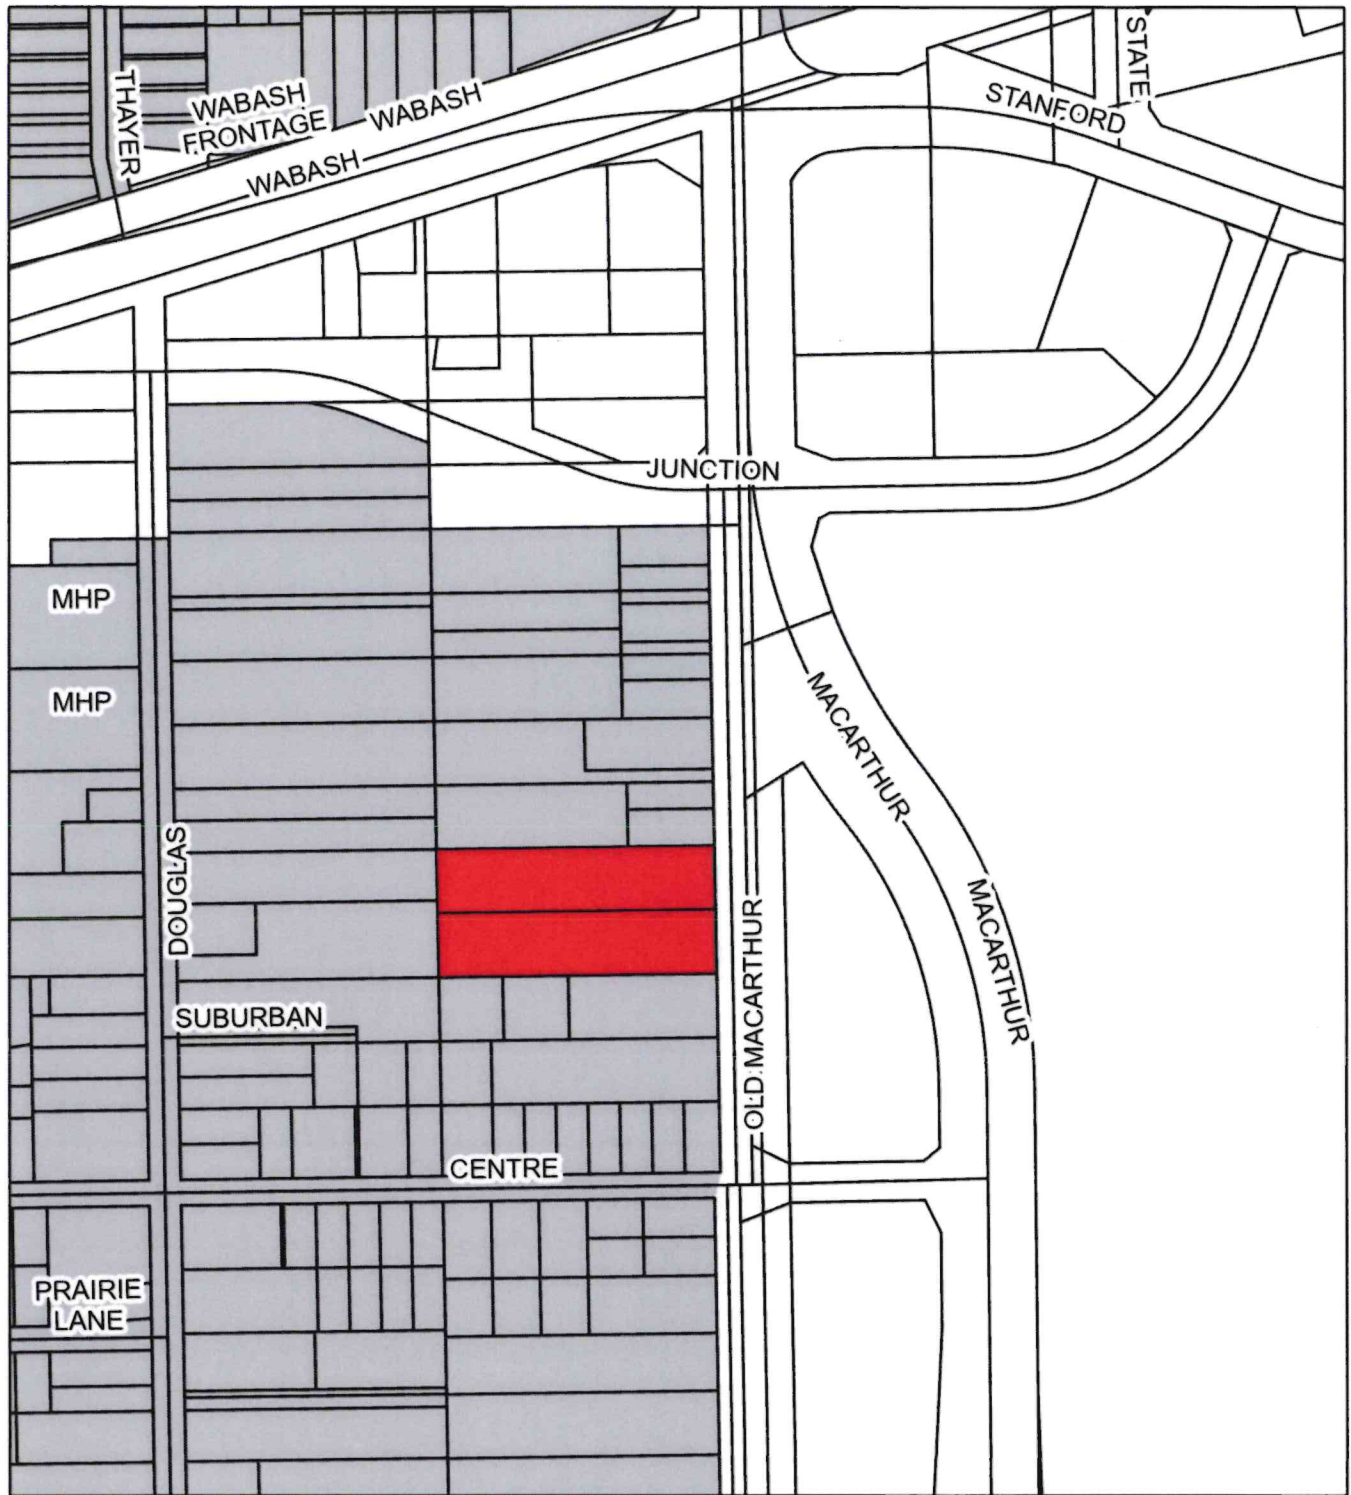 STATE
THAYER
WABASH
FRONTAGE
WABASH
STANFORD
WABASH
JUNCTION
MHP
MHP
MACARTHUR
DOUGLAS
MACARTHUR
OLD MACARTHUR
SUBURBAN
CENTRE
PRAIRIE
LANE